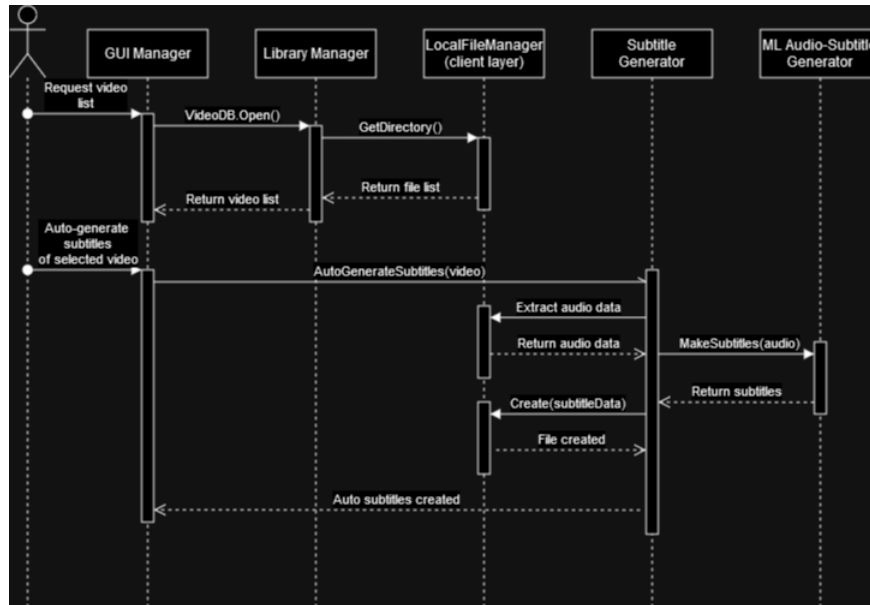 GUI Manager
Library Manager
LocalFileManager
(client layer)
Subtitle
Generator
ML Audio-Subtitle
Generator
Request video
list
VideoDB.Open()
GetDirectory()
Return file list
Return video list
Auto-generate
subtitles
of selected video
AutoGenerateSubtitles(video)
Extract audio data
Return audio data
MakeSubtitles(audio)
Return subtitles
Create(subtitleData)
File created
Auto subtitles created